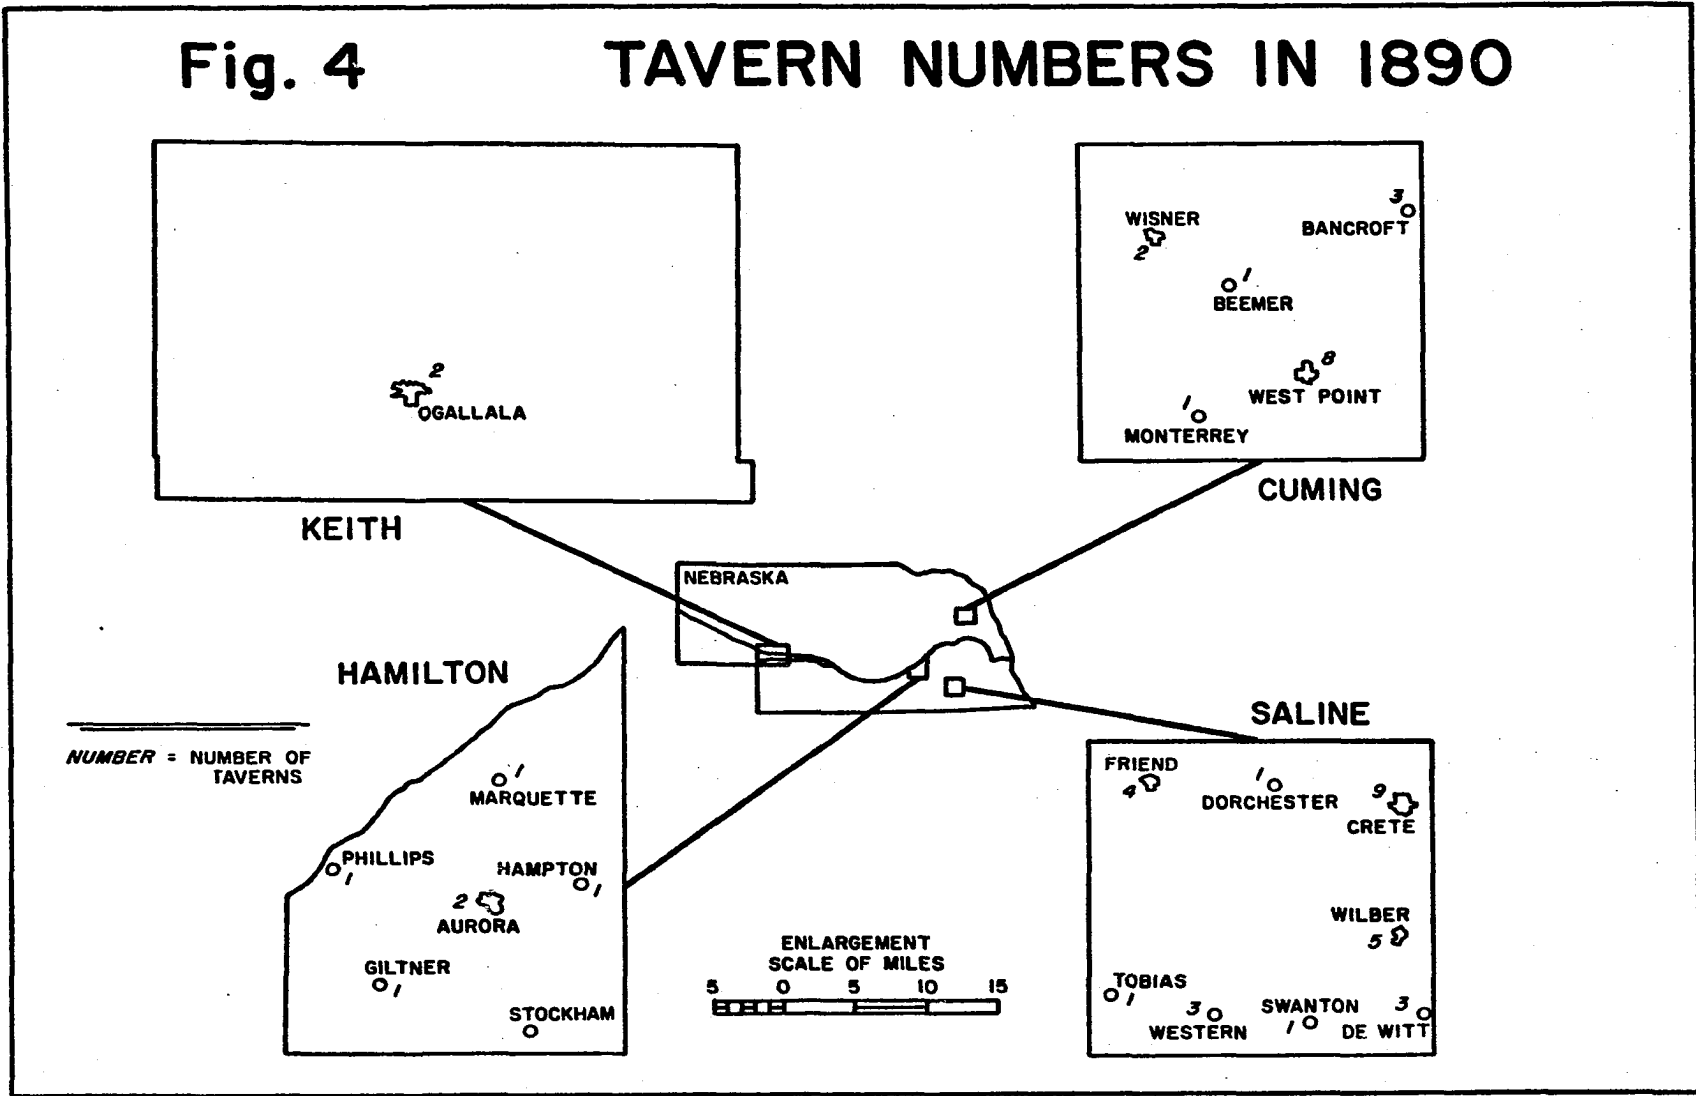 Fig. 4
TAVERN NUMBERS IN 1890
2
OGALLALA
KEITH
WISNER
2
3
BANCROFT
1
BEEMER
8
WEST POINT
1
MONTERREY
CUMING
NEBRASKA
HAMILTON
NUMBER = NUMBER OF
TAVERNS
1
MARQUETTE
PHILLIPS
1
HAMPTON
1
2
AURORA
GILTNER
1
STOCKHAM
ENLARGEMENT
SCALE OF MILES
5 0 5 10 15
SALINE
FRIEND
4
1
DORCHESTER
9
CRETE
WILBER
5
TOBIAS
1
3
WESTERN
SWANTON
1
3
DE WITT